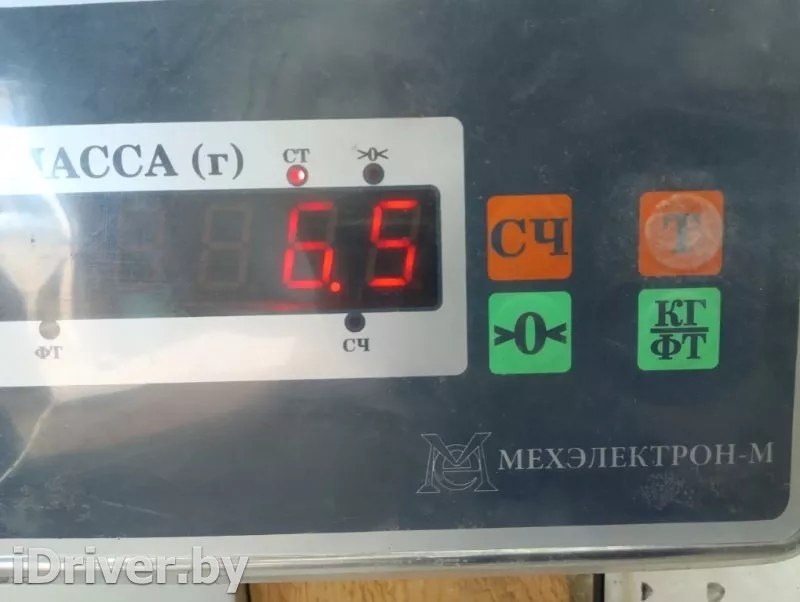 МАССА (г)
СТ
>0<
6.5
СЧ
Т
ФТ
СЧ
>0<
КГ
ФТ
МЕХЭЛЕКТРОН-М
iDriver.by